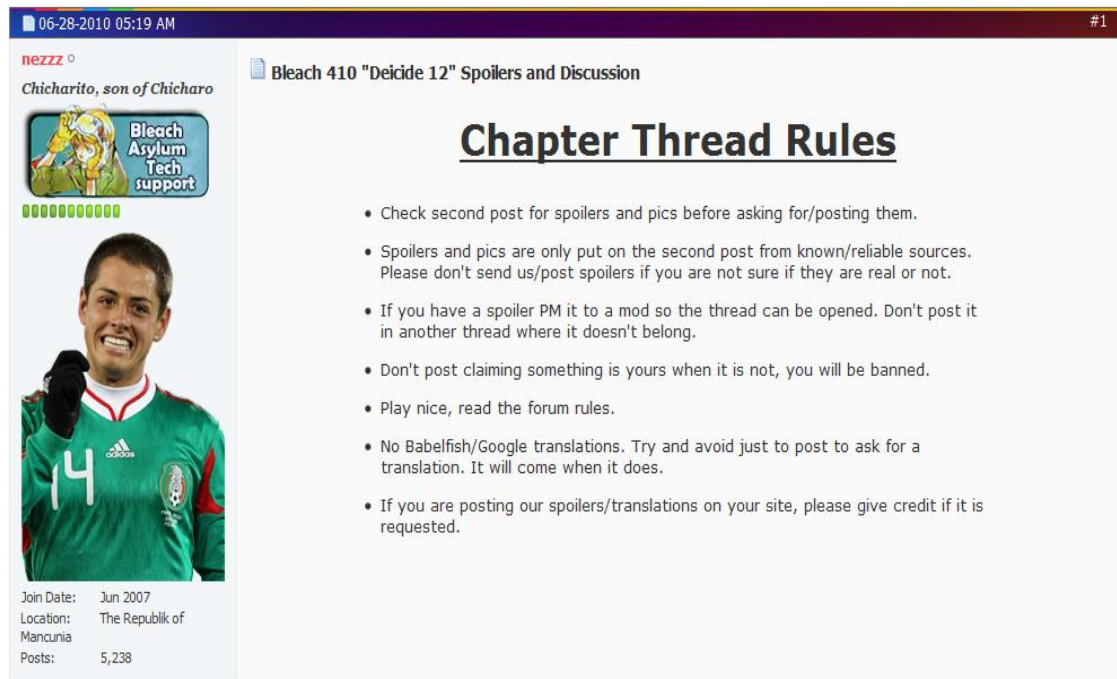 06-28-2010 05:19 AM
#1
nezzz
Chicharito, son of Chicharo
Bleach
Asylum
Tech
support
adidas
14
Join Date: Jun 2007
Location: The Republik of
Mancunia
Posts: 5,238
Bleach 410 "Deicide 12" Spoilers and Discussion
Chapter Thread Rules
• Check second post for spoilers and pics before asking for/posting them.
• Spoilers and pics are only put on the second post from known/reliable sources.
Please don't send us/post spoilers if you are not sure if they are real or not.
• If you have a spoiler PM it to a mod so the thread can be opened. Don't post it
in another thread where it doesn't belong.
• Don't post claiming something is yours when it is not, you will be banned.
• Play nice, read the forum rules.
• No Babelfish/Google translations. Try and avoid just to post to ask for a
translation. It will come when it does.
• If you are posting our spoilers/translations on your site, please give credit if it is
requested.